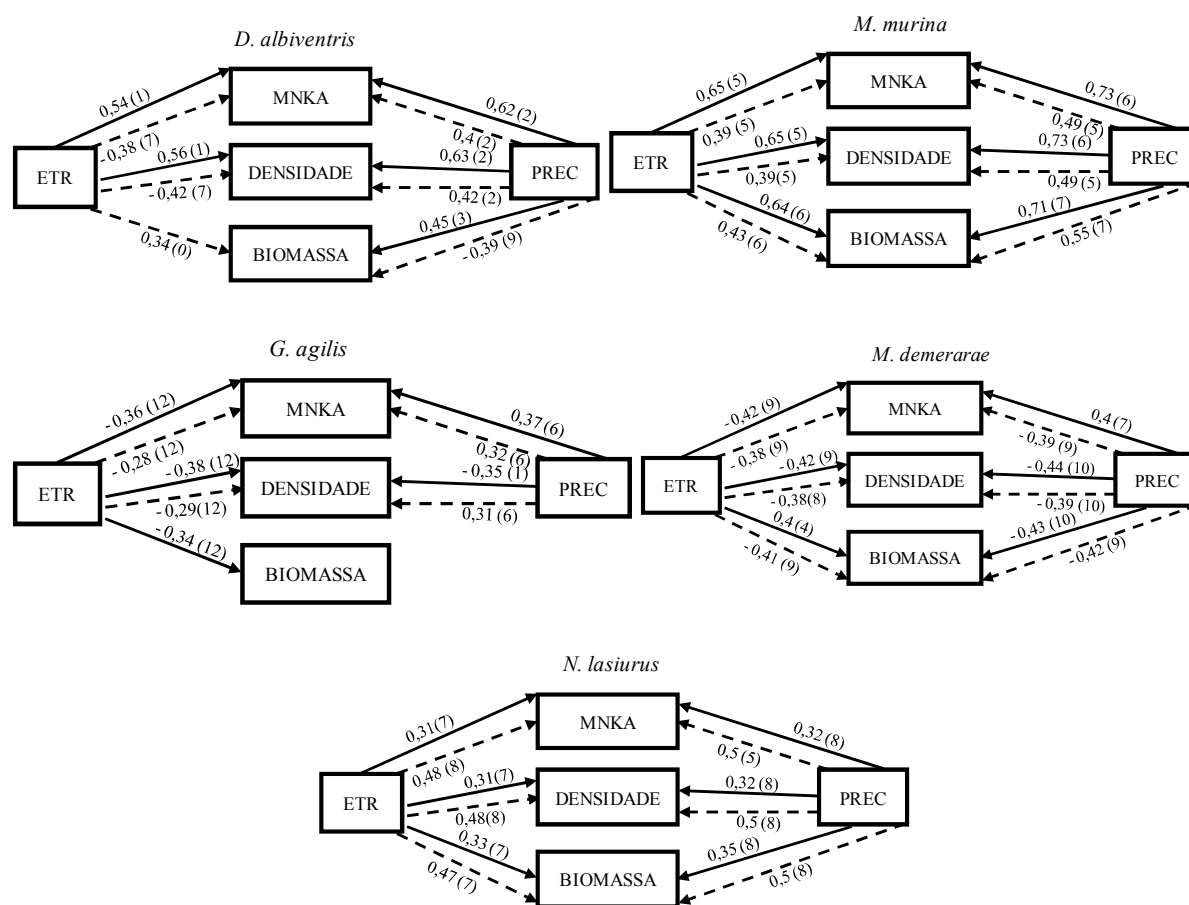 D. albiventris
0,54 (1)
-0,38 (7)
0,56 (1)
-0,42 (7)
0,34 (0)
ETR
MNKA
DENSIDADE
BIOMASSA
0,62 (2)
0,4 (2)
0,63 (2)
0,42 (2)
0,45 (3)
-0,39 (9)
PREC
M. murina
0,65 (5)
0,39 (5)
0,65 (5)
0,39(5)
0,64 (6)
0,43 (6)
ETR
MNKA
DENSIDADE
BIOMASSA
0,73 (6)
0,49 (5)
0,73 (6)
0,49 (5)
0,71 (7)
0,55 (7)
PREC
G. agilis
-0,36 (12)
-0,28 (12)
-0,38 (12)
-0,29(12)
-0,34 (12)
ETR
MNKA
DENSIDADE
BIOMASSA
0,37 (6)
0,32 (6)
-0,35 (1)
0,31 (6)
PREC
M. demerarae
-0,42 (9)
-0,38 (9)
-0,42 (9)
-0,38(8)
0,4 (4)
-0,41 (9)
ETR
MNKA
DENSIDADE
BIOMASSA
0,4 (7)
-0,39 (9)
-0,44 (10)
-0,39 (10)
-0,43 (10)
-0,42 (9)
PREC
N. lasiurus
0,31(7)
0,48 (8)
0,31(7)
0,48(8)
0,33 (7)
0,47 (7)
ETR
MNKA
DENSIDADE
BIOMASSA
0,32 (8)
0,5 (5)
0,32 (8)
0,5 (8)
0,35 (8)
0,5 (8)
PREC